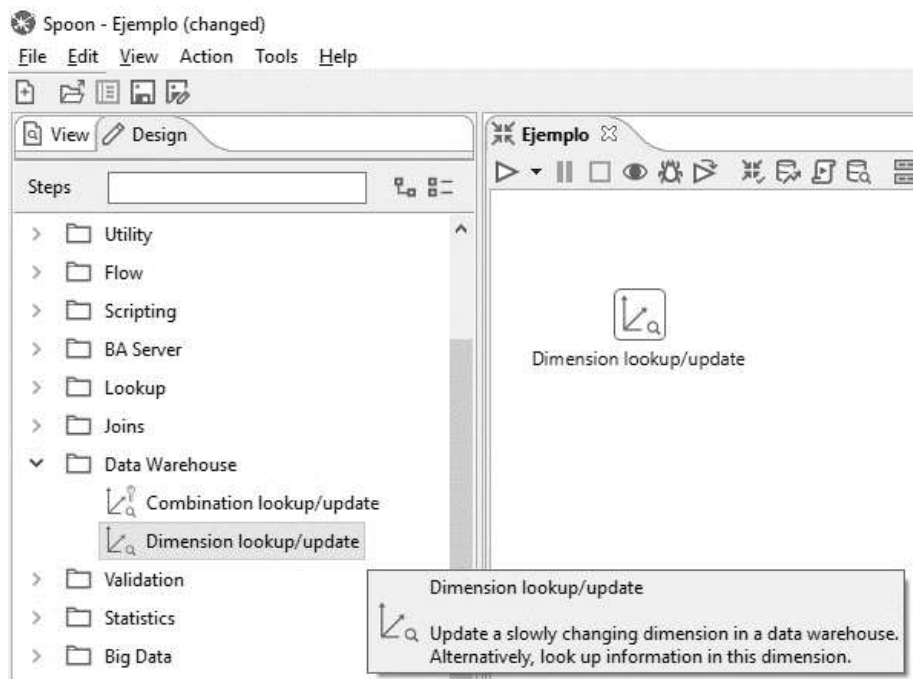 Spoon - Ejemplo (changed)
File Edit View Action Tools Help
View Design
Steps
Utility
Flow
Scripting
BA Server
Lookup
Joins
Data Warehouse
Combination lookup/update
Dimension lookup/update
Validation
Statistics
Big Data
Ejemplo
Dimension lookup/update
Dimension lookup/update
Update a slowly changing dimension in a data warehouse.
Alternatively, look up information in this dimension.